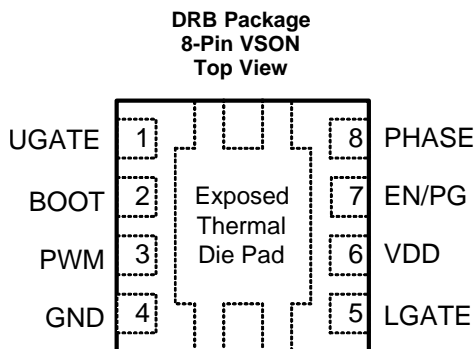 DRB Package
8-Pin VSON
Top View
UGATE 1
BOOT 2
PWM 3
GND 4
Exposed
Thermal
Die Pad
8 PHASE
7 EN/PG
6 VDD
5 LGATE